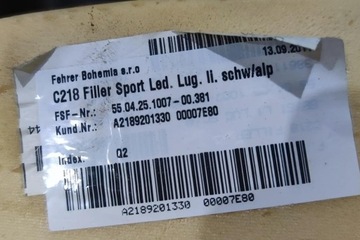 13.09.20
Fehrer Bohemia s.r.o
C218 Filler Sport Led. Lug. li. schw/alp
FSF-Nr.: 55.04.25.1007-00.381
Kund.Nr.: A2189201330 00007E80
Index: Q2
A2189201330 00007E80